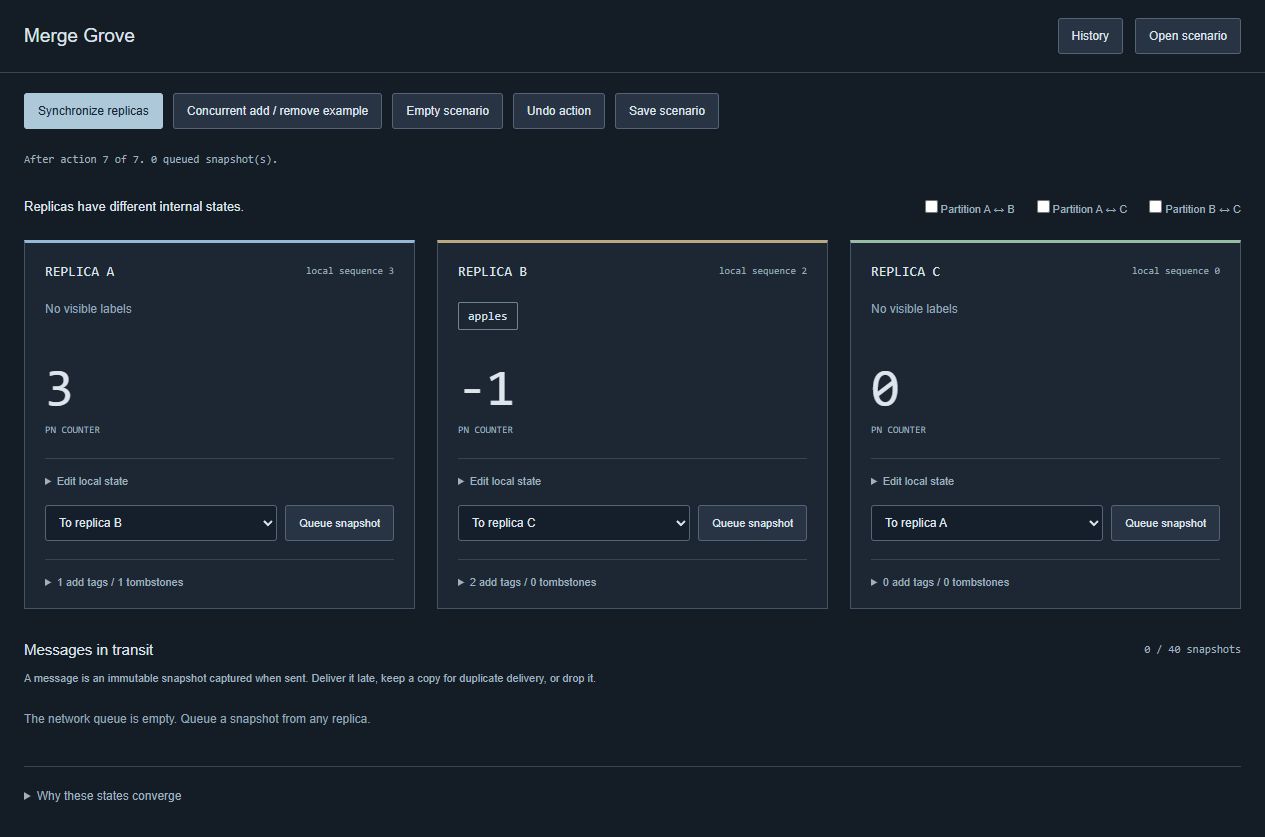 Merge Grove
History
Open scenario
Synchronize replicas
Concurrent add / remove example
Empty scenario
Undo action
Save scenario
After action 7 of 7. 0 queued snapshot(s).
Replicas have different internal states.
Partition A ↔ B
Partition A ↔ C
Partition B ↔ C
REPLICA A
local sequence 3
No visible labels
3
PN COUNTER
Edit local state
To replica B
Queue snapshot
1 add tags / 1 tombstones
REPLICA B
local sequence 2
apples
-1
PN COUNTER
Edit local state
To replica C
Queue snapshot
2 add tags / 0 tombstones
REPLICA C
local sequence 0
No visible labels
0
PN COUNTER
Edit local state
To replica A
Queue snapshot
0 add tags / 0 tombstones
Messages in transit
0 / 40 snapshots
A message is an immutable snapshot captured when sent. Deliver it late, keep a copy for duplicate delivery, or drop it.
The network queue is empty. Queue a snapshot from any replica.
Why these states converge